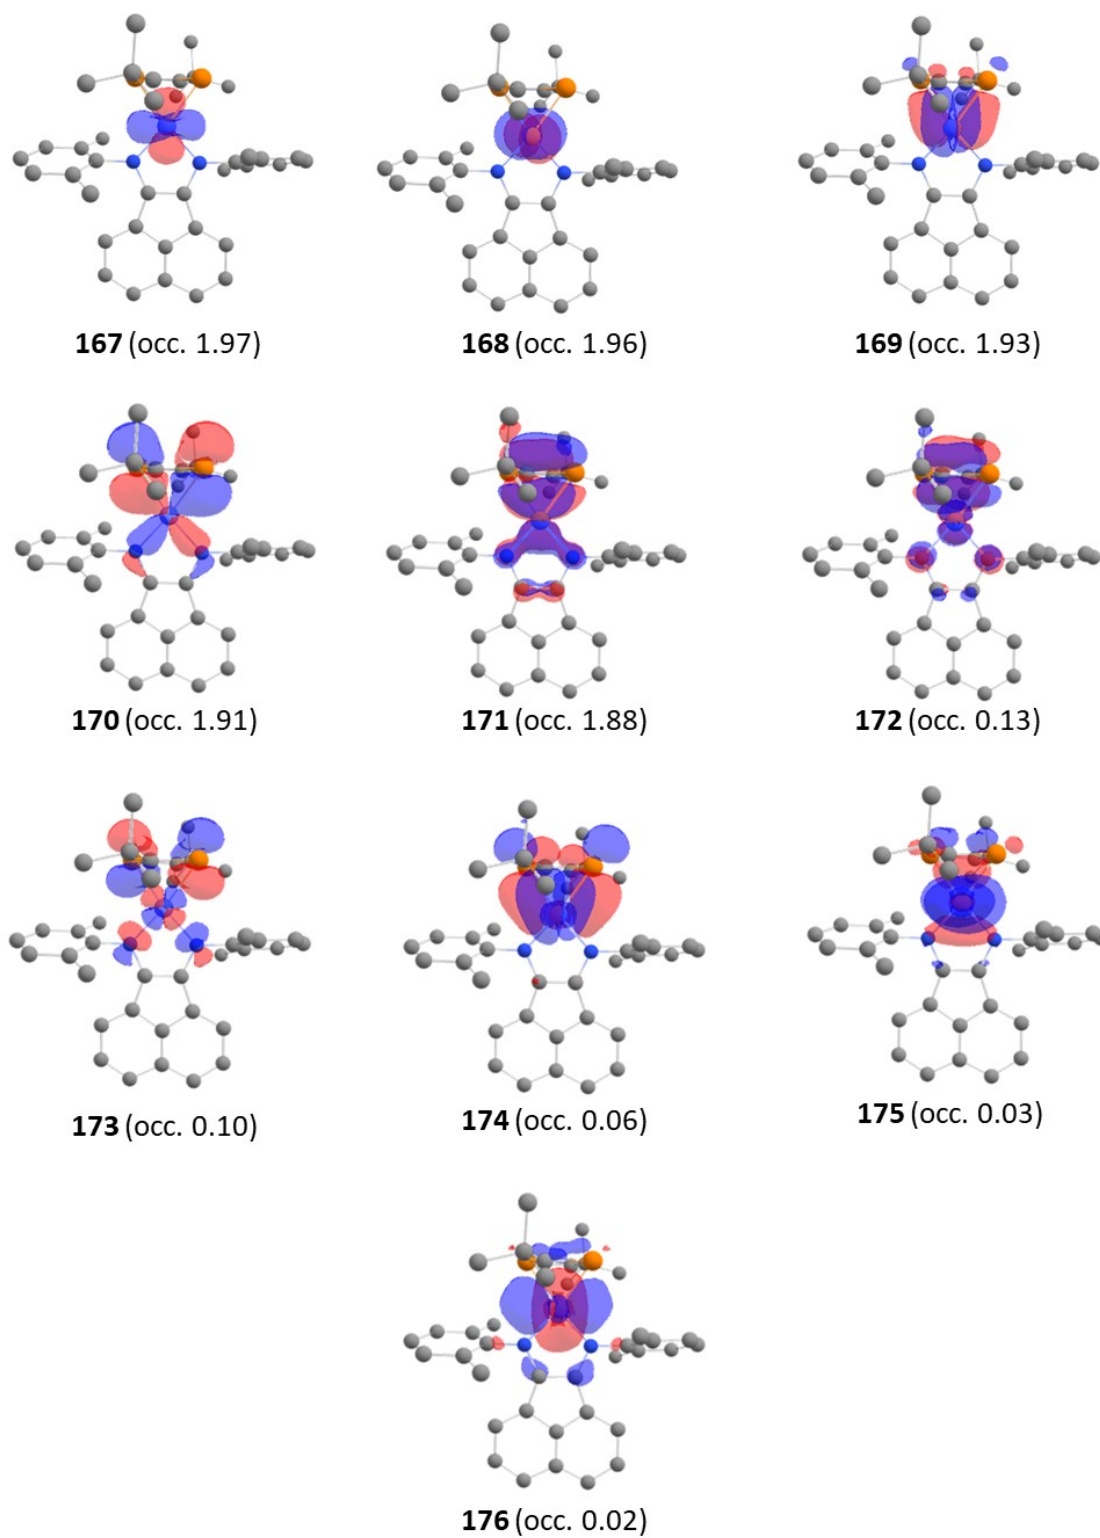 167 (occ. 1.97)
168 (occ. 1.96)
169 (occ. 1.93)
170 (occ. 1.91)
171 (occ. 1.88)
172 (occ. 0.13)
173 (occ. 0.10)
174 (occ. 0.06)
175 (occ. 0.03)
176 (occ. 0.02)